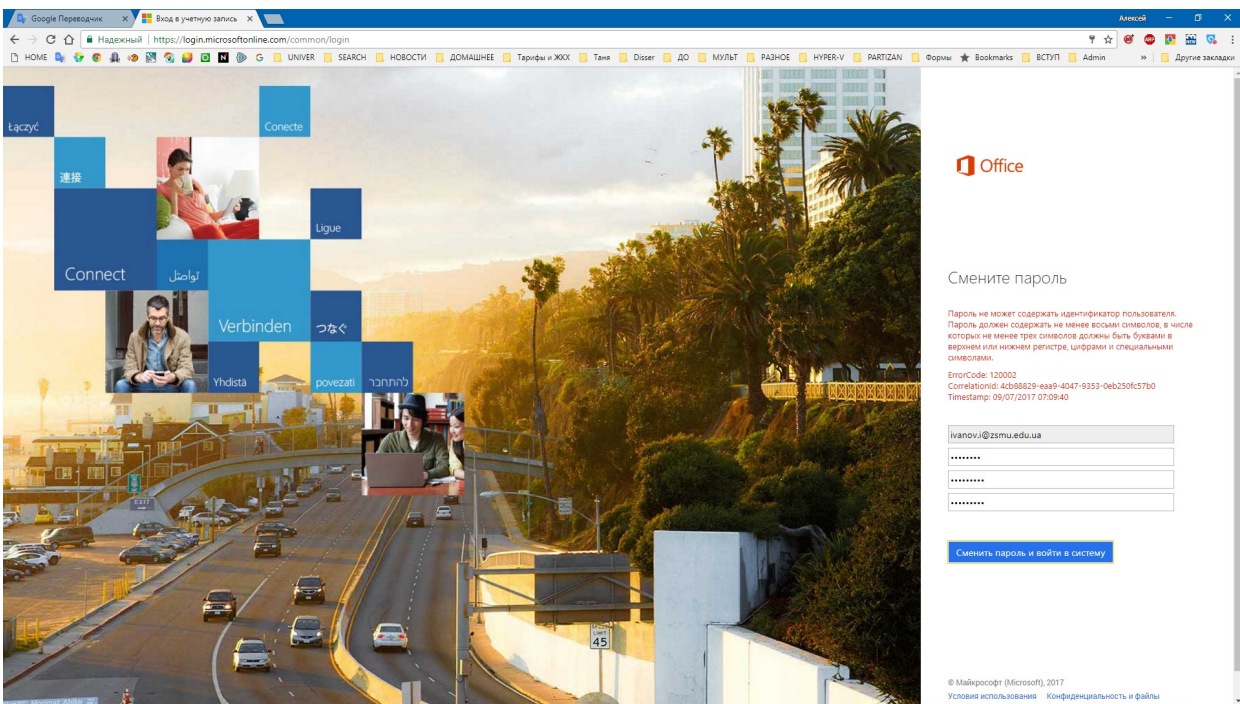 Google Переводчик
Вход в учетную запись
Алексей
Надежный | https://login.microsoftonline.com/common/login
HOME
G
UNIVER
SEARCH
НОВОСТИ
ДОМАШНЕЕ
Тарифы и ЖКХ
Таня
Disser
ДО
МУЛЬТ
РАЗНОЕ
HYPER-V
PARTIZAN
Формы
Bookmarks
ВСТУП
Admin
»
Другие закладки
Łączyć
Conecte
連接
Ligue
Connect
تواصل
Verbinden
つなぐ
Yhdistä
povezati
להתחבר
EXIT
LIMIT
45
Office
Смените пароль
Пароль не может содержать идентификатор пользователя.
Пароль должен содержать не менее восьми символов, в числе
которых не менее трех символов должны быть буквами в
верхнем или нижнем регистре, цифрами и специальными
символами.
ErrorCode: 120002
CorrelationId: 4cb88829-eaa9-4047-9353-0eb250fc57b0
Timestamp: 09/07/2017 07:09:40
ivanov.i@zsmu.edu.ua
Сменить пароль и войти в систему
© Майкрософт (Microsoft), 2017
Условия использования Конфиденциальность и файлы